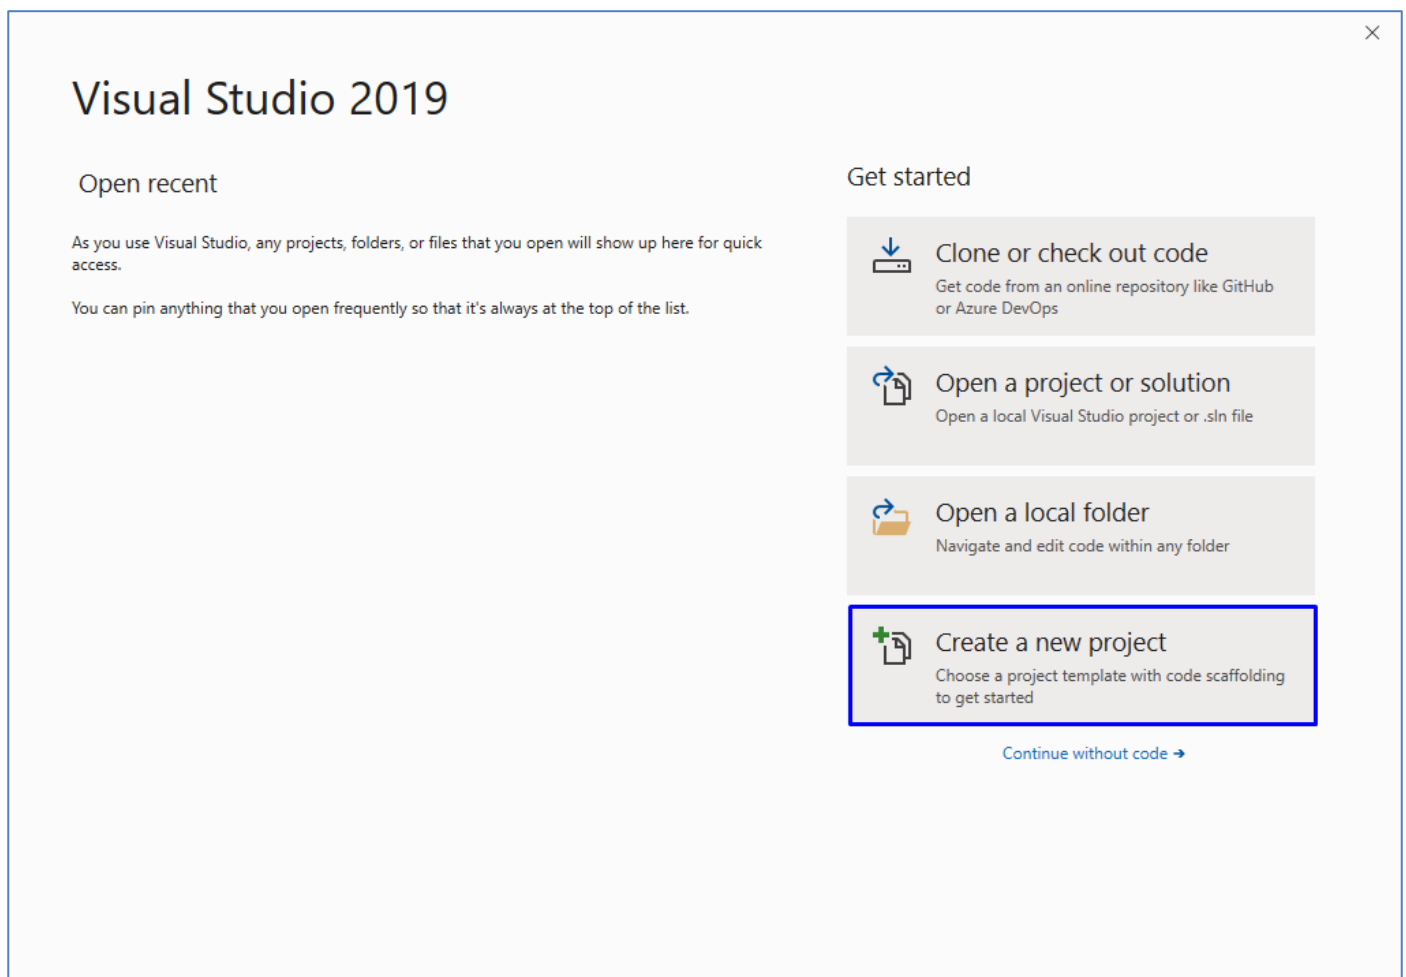 Visual Studio 2019
Open recent
As you use Visual Studio, any projects, folders, or files that you open will show up here for quick
access.
You can pin anything that you open frequently so that it's always at the top of the list.
Get started
Clone or check out code
Get code from an online repository like GitHub
or Azure DevOps
Open a project or solution
Open a local Visual Studio project or .sln file
Open a local folder
Navigate and edit code within any folder
Create a new project
Choose a project template with code scaffolding
to get started
Continue without code →